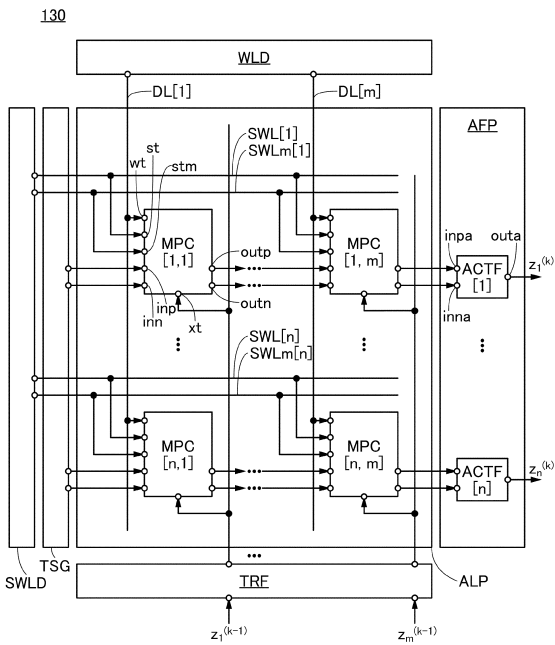 130
WLD
DL[1]
DL[m]
AFP
SWL[1]
SWLm[1]
st
wt
stm
MPC
[1,1]
outp
MPC
[1, m]
inpa
outa
ACTF
[1]
z₁⁽ᵏ⁾
inna
inp
inn
xt
outn
SWL[n]
SWLm[n]
MPC
[n,1]
MPC
[n, m]
ACTF
[n]
zₙ⁽ᵏ⁾
SWLD
TSG
TRF
ALP
z₁⁽ᵏ⁻¹⁾
zₘ⁽ᵏ⁻¹⁾